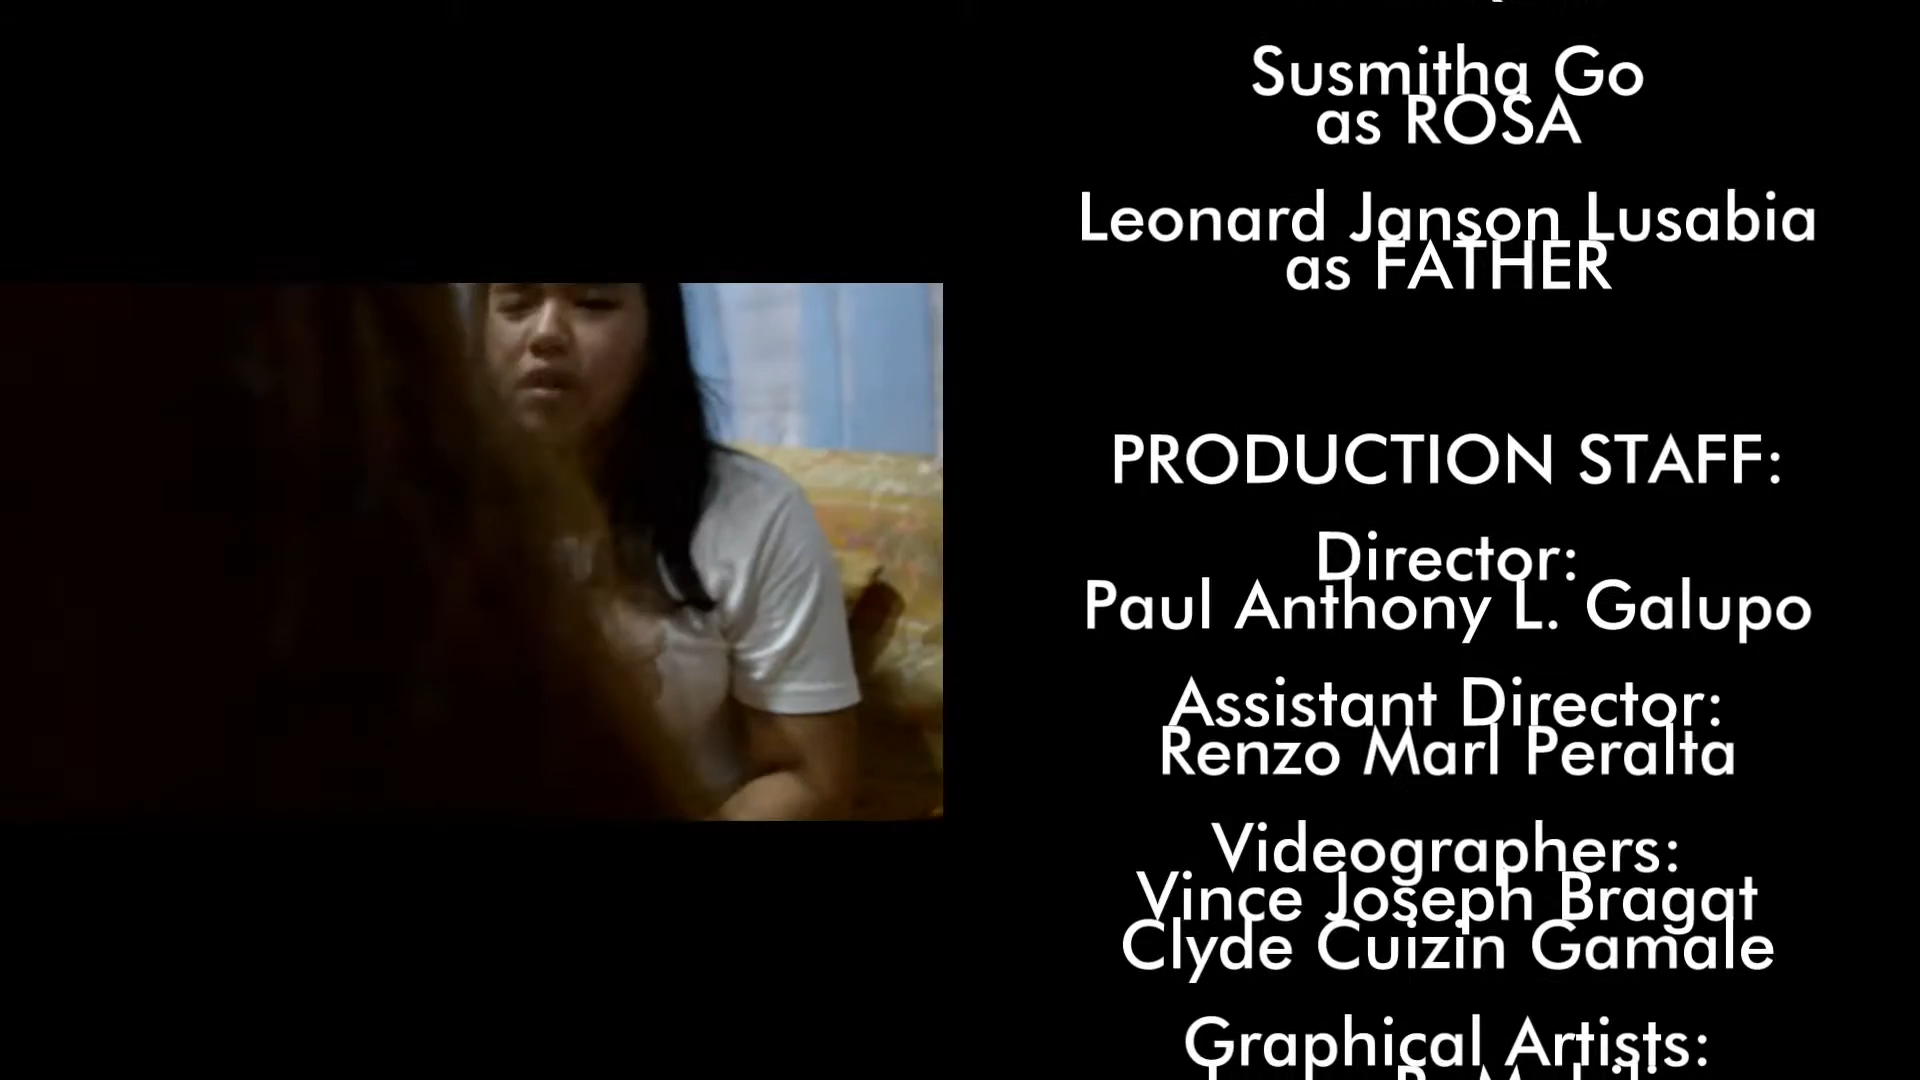 Susmitha Go
as ROSA
Leonard Janson Lusabia
as FATHER
PRODUCTION STAFF:
Director:
Paul Anthony L. Galupo
Assistant Director:
Renzo Marl Peralta
Videographers:
Vince Joseph Bragat
Clyde Cuizin Gamale
Graphical Artists: